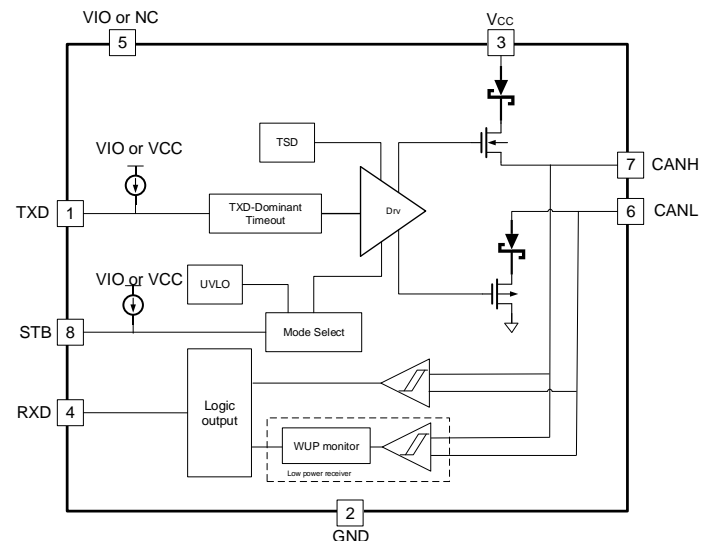 VIO or NC
5
VCC
3
VIO or VCC
TSD
TXD
1
TXD-Dominant
Timeout
Drv
7
CANH
6
CANL
VIO or VCC
UVLO
STB
8
Mode Select
RXD
4
Logic
output
WUP monitor
Low power receiver
2
GND